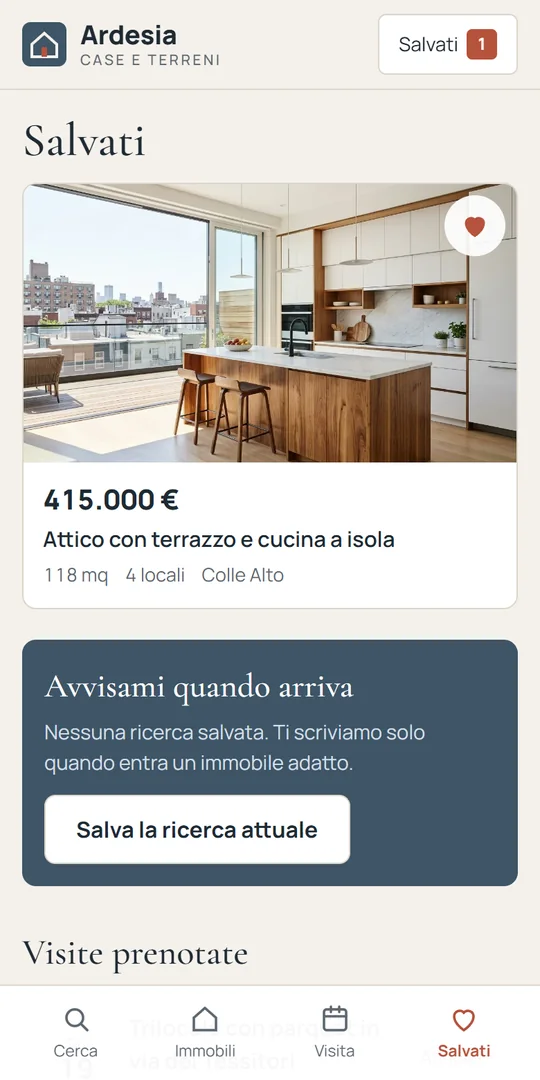 Ardesia
CASE E TERRENI
Salvati 1
Salvati
415.000 €
Attico con terrazzo e cucina a isola
118 mq 4 locali Colle Alto
Avvisami quando arriva
Nessuna ricerca salvata. Ti scriviamo solo
quando entra un immobile adatto.
Salva la ricerca attuale
Visite prenotate
Cerca Immobili Visita Salvati